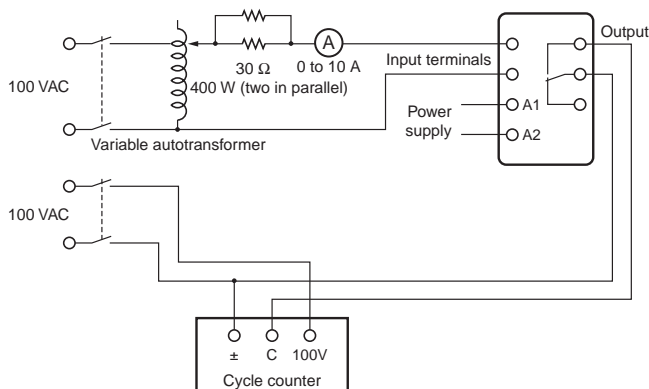 Output
A
Input terminals
30 Ω
0 to 10 A
100 VAC
400 W (two in parallel)
Power
supply
A1
A2
Variable autotransformer
100 VAC
± C 100V
Cycle counter